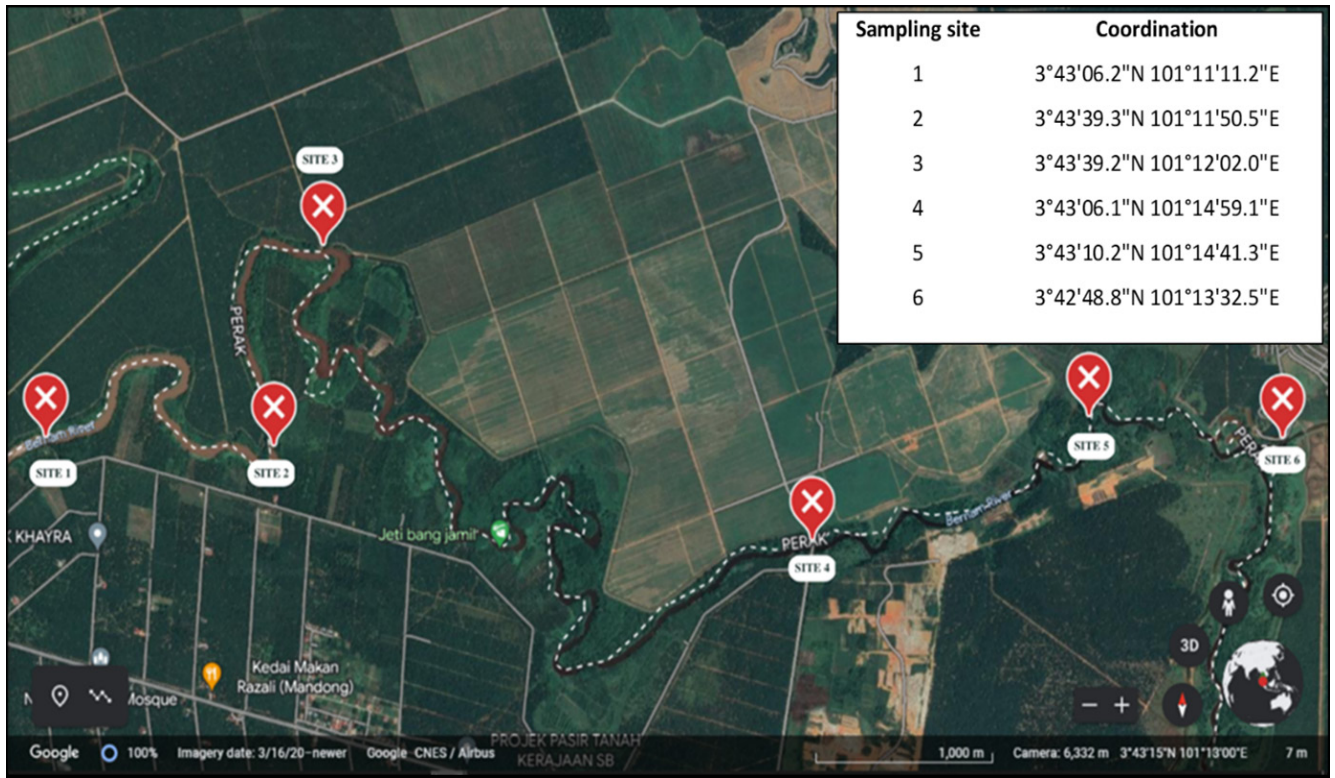 Sampling site Coordination
1 3°43'06.2"N 101°11'11.2"E
2 3°43'39.3"N 101°11'50.5"E
3 3°43'39.2"N 101°12'02.0"E
4 3°43'06.1"N 101°14'59.1"E
5 3°43'10.2"N 101°14'41.3"E
6 3°42'48.8"N 101°13'32.5"E
SITE 3
PERAK
Bernam River
SITE 1
SITE 2
SITE 5
PERAK
SITE 6
KHAYRA
Jeti bang jamil
Bernam River
PERAK
SITE 4
3D
Kedai Makan
Razali (Mandong)
Mosque
PROJEK PASIR TANAH
KERAJAAN SB
Google 100% Imagery date: 3/16/20–newer Google CNES / Airbus 1,000 m Camera: 6,332 m 3°43'15"N 101°13'00"E 7 m